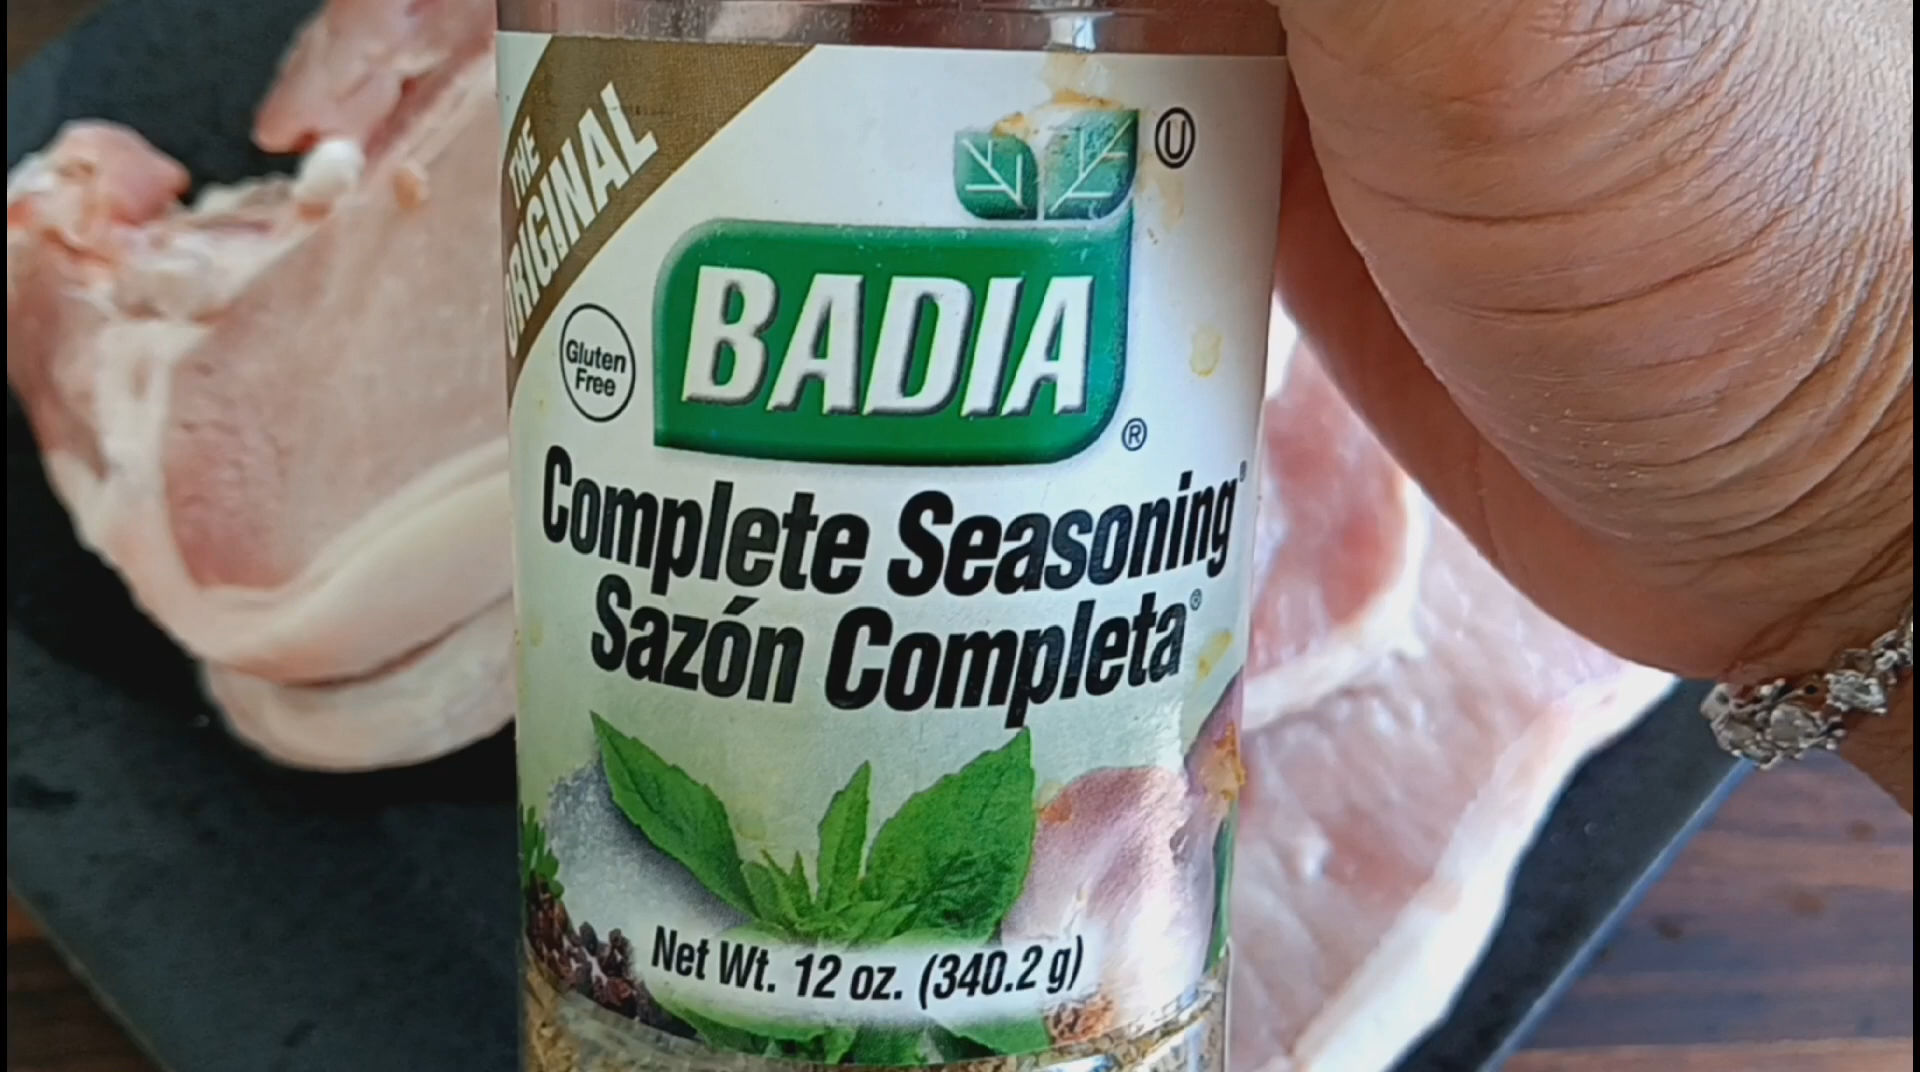 THE
ORIGINAL
U
BADIA
®
Gluten
Free
Complete Seasoning®
Sazón Completa®
Net Wt. 12 oz. (340.2 g)